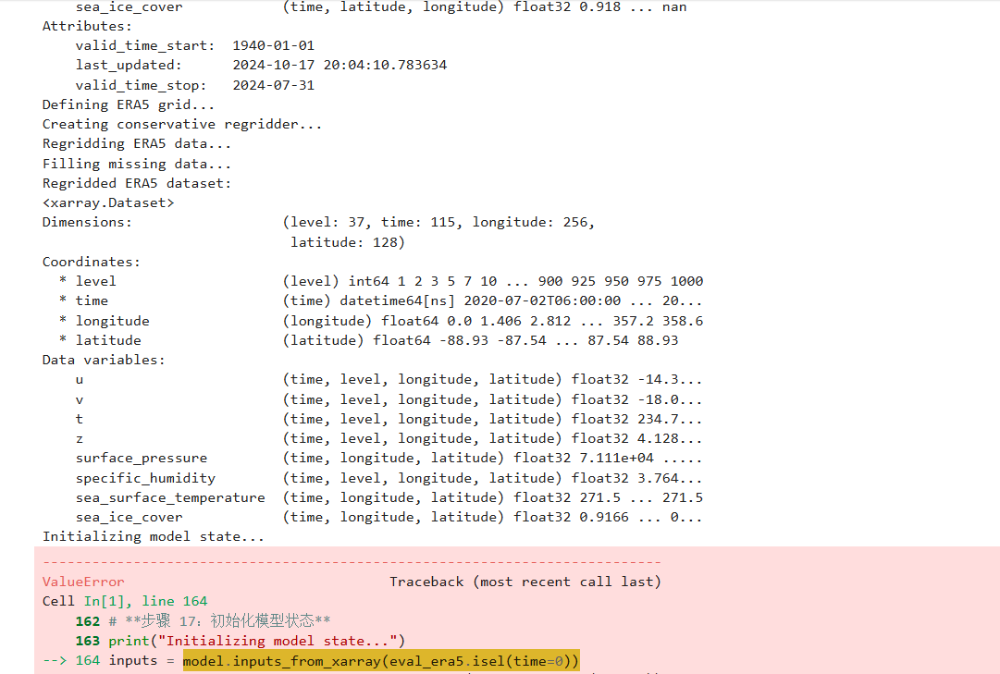 sea_ice_cover (time, latitude, longitude) float32 0.918 ... nan
Attributes:
valid_time_start: 1940-01-01
last_updated: 2024-10-17 20:04:10.783634
valid_time_stop: 2024-07-31
Defining ERA5 grid...
Creating conservative regridder...
Regridding ERA5 data...
Filling missing data...
Regridded ERA5 dataset:
<xarray.Dataset>
Dimensions: (level: 37, time: 115, longitude: 256,
latitude: 128)
Coordinates:
* level (level) int64 1 2 3 5 7 10 ... 900 925 950 975 1000
* time (time) datetime64[ns] 2020-07-02T06:00:00 ... 20...
* longitude (longitude) float64 0.0 1.406 2.812 ... 357.2 358.6
* latitude (latitude) float64 -88.93 -87.54 ... 87.54 88.93
Data variables:
u (time, level, longitude, latitude) float32 -14.3...
v (time, level, longitude, latitude) float32 -18.0...
t (time, level, longitude, latitude) float32 234.7...
z (time, level, longitude, latitude) float32 4.128...
surface_pressure (time, longitude, latitude) float32 7.111e+04 .....
specific_humidity (time, level, longitude, latitude) float32 3.764...
sea_surface_temperature (time, longitude, latitude) float32 271.5 ... 271.5
sea_ice_cover (time, longitude, latitude) float32 0.9166 ... 0...
Initializing model state...
---------------------------------------------------------------------------
ValueError Traceback (most recent call last)
Cell In[1], line 164
162 # **步骤 17：初始化模型状态**
163 print("Initializing model state...")
--> 164 inputs = model.inputs_from_xarray(eval_era5.isel(time=0))